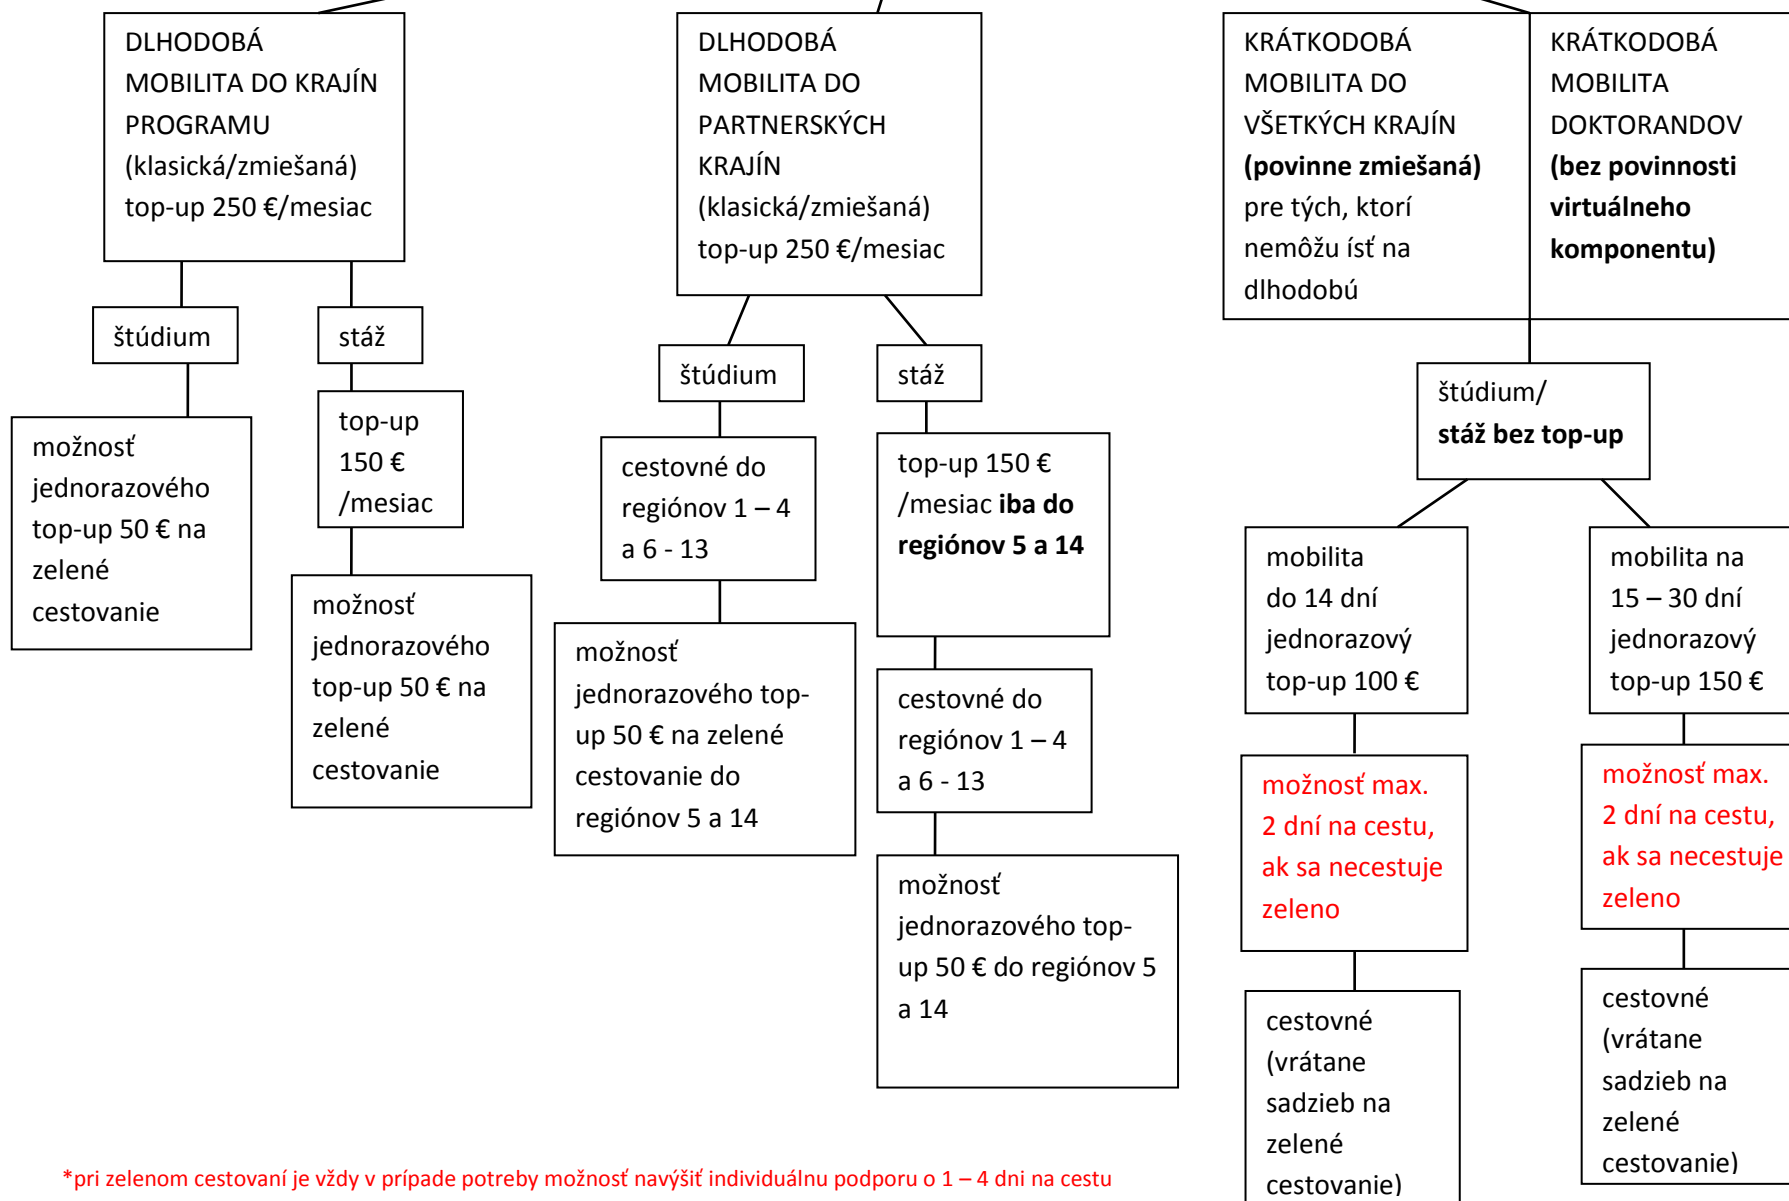 DLHODOBÁ
MOBILITA DO KRAJÍN
PROGRAMU
(klasická/zmiešaná)
top-up 250 €/mesiac
štúdium
možnosť
jednorazového
top-up 50 € na
zelené
cestovanie
stáž
top-up
150 €
/mesiac
možnosť
jednorazového
top-up 50 € na
zelené
cestovanie
DLHODOBÁ
MOBILITA DO
PARTNERSKÝCH
KRAJÍN
(klasická/zmiešaná)
top-up 250 €/mesiac
štúdium
cestovné do
regiónov 1 – 4
a 6 - 13
možnosť
jednorazového top-
up 50 € na zelené
cestovanie do
regiónov 5 a 14
stáž
top-up 150 €
/mesiac iba do
regiónov 5 a 14
cestovné do
regiónov 1 – 4
a 6 - 13
možnosť
jednorazového top-
up 50 € do regiónov 5
a 14
KRÁTKODOBÁ
MOBILITA DO
VŠETKÝCH KRAJÍN
(povinne zmiešaná)
pre tých, ktorí
nemôžu ísť na
dlhodobú
KRÁTKODOBÁ
MOBILITA
DOKTORANDOV
(bez povinnosti
virtuálneho
komponentu)
štúdium/
stáž bez top-up
mobilita
do 14 dní
jednorazový
top-up 100 €
možnosť max.
2 dní na cestu,
ak sa necestuje
zeleno
cestovné
(vrátane
sadzieb na
zelené
cestovanie)
mobilita na
15 – 30 dní
jednorazový
top-up 150 €
možnosť max.
2 dní na cestu,
ak sa necestuje
zeleno
cestovné
(vrátane
sadzieb na
zelené
cestovanie)
*pri zelenom cestovaní je vždy v prípade potreby možnosť navýšiť individuálnu podporu o 1 – 4 dni na cestu